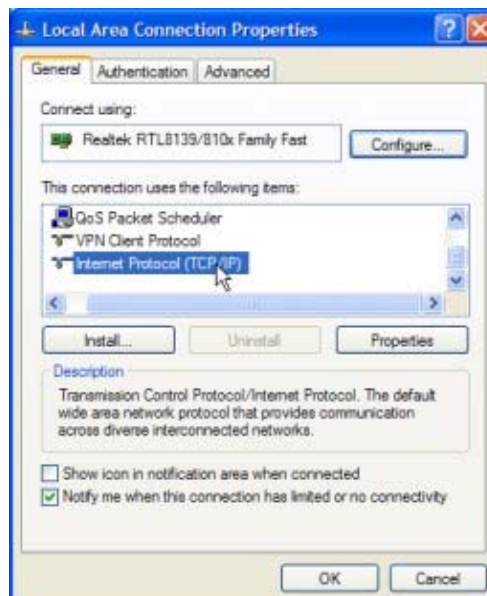 Local Area Connection Properties
General Authentication Advanced
Connect using:
Realtek RTL8139/810x Family Fast Configure...
This connection uses the following items:
QoS Packet Scheduler
VPN Client Protocol
Internet Protocol (TCP/IP)
Install... Uninstall Properties
Description
Transmission Control Protocol/Internet Protocol. The default
wide area network protocol that provides communication
across diverse interconnected networks.
Show icon in notification area when connected
Notify me when this connection has limited or no connectivity
OK Cancel